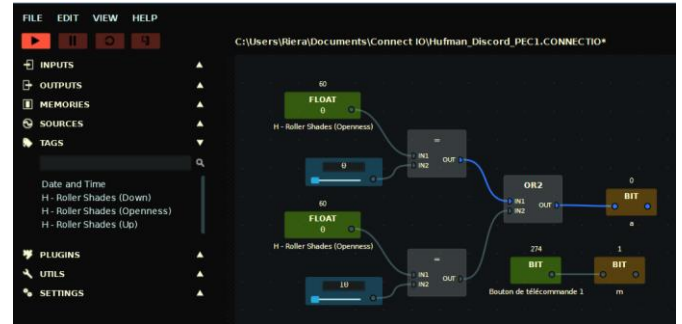 FILE EDIT VIEW HELP
C:\Users\Riera\Documents\Connect IO\Hufman_Discord_PEC1.CONNECTIO*
INPUTS
OUTPUTS
MEMORIES
SOURCES
TAGS
Date and Time
H - Roller Shades (Down)
H - Roller Shades (Openness)
H - Roller Shades (Up)
PLUGINS
UTILS
SETTINGS
60
FLOAT
0
H - Roller Shades (Openness)
0
=
IN1
OUT
IN2
60
FLOAT
0
H - Roller Shades (Openness)
10
=
IN1
OUT
IN2
OR2
IN1
OUT
IN2
0
BIT
a
274
BIT
Bouton de télécommande 1
1
BIT
m